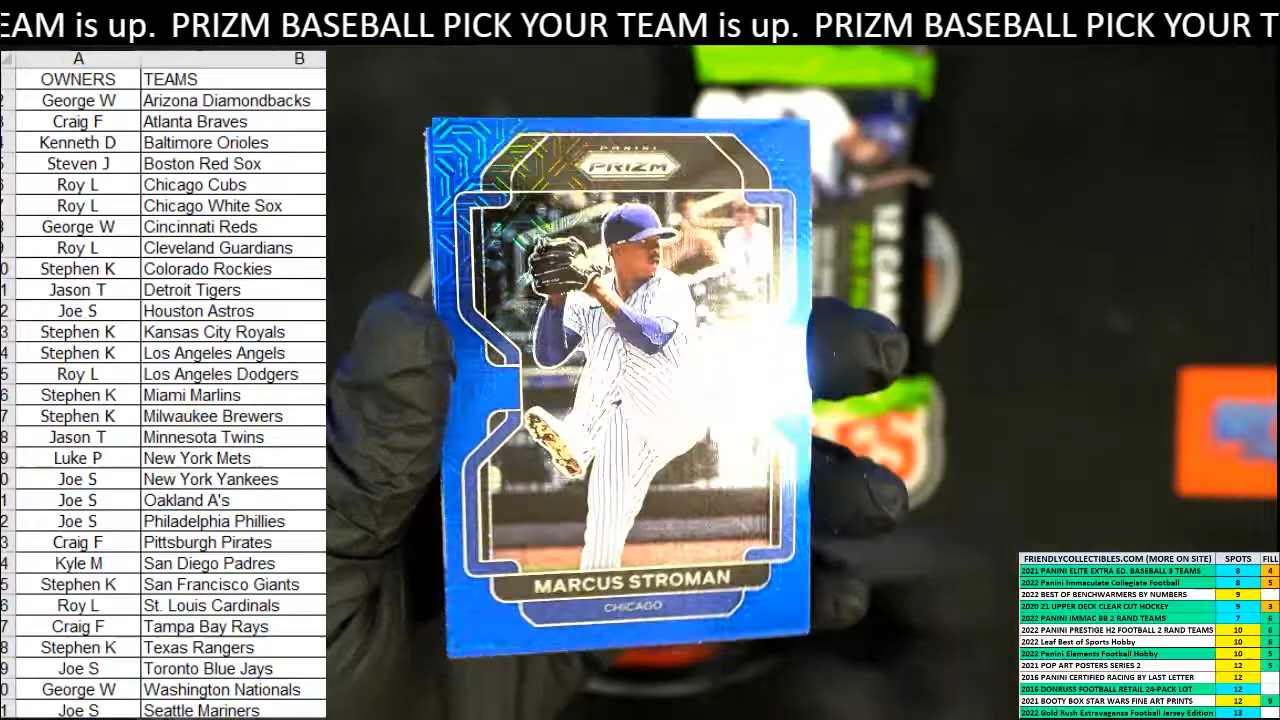 EAM is up.  PRIZM BASEBALL PICK YOUR TEAM is up.  PRIZM BASEBALL PICK YOUR T
A B
OWNERS TEAMS
George W Arizona Diamondbacks
Craig F Atlanta Braves
Kenneth D Baltimore Orioles
Steven J Boston Red Sox
Roy L Chicago Cubs
Roy L Chicago White Sox
George W Cincinnati Reds
Roy L Cleveland Guardians
Stephen K Colorado Rockies
Jason T Detroit Tigers
Joe S Houston Astros
Stephen K Kansas City Royals
Stephen K Los Angeles Angels
Roy L Los Angeles Dodgers
Stephen K Miami Marlins
Stephen K Milwaukee Brewers
Jason T Minnesota Twins
Luke P New York Mets
Joe S New York Yankees
Joe S Oakland A's
Joe S Philadelphia Phillies
Craig F Pittsburgh Pirates
Kyle M San Diego Padres
Stephen K San Francisco Giants
Roy L St. Louis Cardinals
Craig F Tampa Bay Rays
Stephen K Texas Rangers
Joe S Toronto Blue Jays
George W Washington Nationals
Joe S Seattle Mariners
PANINI
PRIZM
MARCUS STROMAN
CHICAGO
FRIENDLYCOLLECTIBLES.COM (MORE ON SITE) SPOTS FILL
2021 PANINI ELITE EXTRA ED. BASEBALL 3 TEAMS 8 4
2022 Panini Immaculate Collegiate Football 8 5
2022 BEST OF BENCHWARMERS BY NUMBERS 9
2020 21 UPPER DECK CLEAR CUT HOCKEY 9 3
2022 PANINI IMMAC BB 2 RAND TEAMS 7 6
2022 PANINI PRESTIGE H2 FOOTBALL 2 RAND TEAMS 10 6
2022 Leaf Best of Sports Hobby 10 6
2022 Panini Elements Football Hobby 10 5
2021 POP ART POSTERS SERIES 2 12 5
2016 PANINI CERTIFIED RACING BY LAST LETTER 12
2016 DONRUSS FOOTBALL RETAIL 24-PACK LOT 12
2021 BOOTY BOX STAR WARS FINE ART PRINTS 12 9
2022 Gold Rush Extravaganza Football Jersey Edition 13